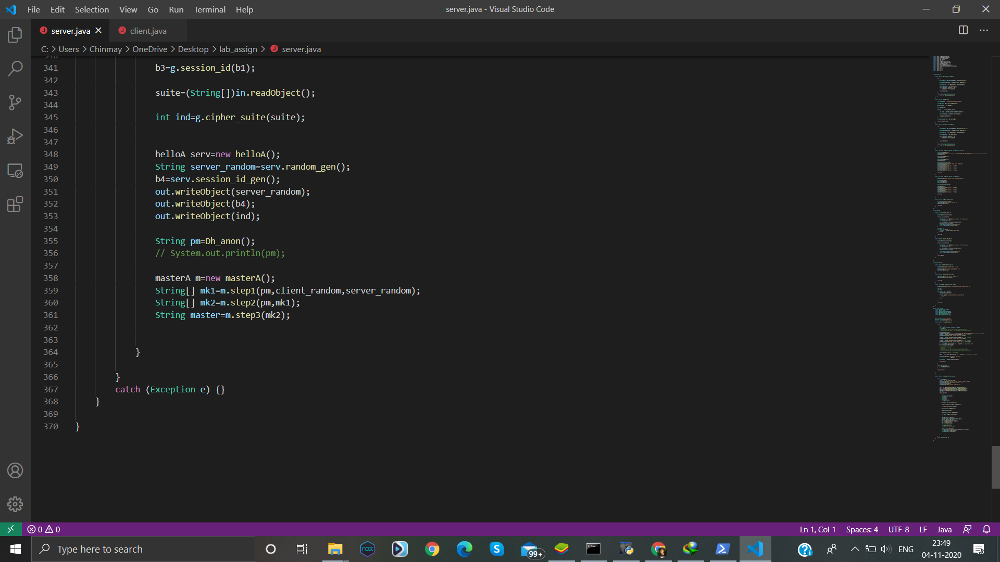 File Edit Selection View Go Run Terminal Help
server.java - Visual Studio Code
server.java
client.java
C: > Users > Chinmay > OneDrive > Desktop > lab_assign > server.java
341 b3=g.session_id(b1);
342
343 suite=(String[])in.readObject();
344
345 int ind=g.cipher_suite(suite);
346
347
348 helloA serv=new helloA();
349 String server_random=serv.random_gen();
350 b4=serv.session_id_gen();
351 out.writeObject(server_random);
352 out.writeObject(b4);
353 out.writeObject(ind);
354
355 String pm=Dh_anon();
356 // System.out.println(pm);
357
358 masterA m=new masterA();
359 String[] mk1=m.step1(pm,client_random,server_random);
360 String[] mk2=m.step2(pm,mk1);
361 String master=m.step3(mk2);
362
363
364 }
365
366 }
367 catch (Exception e) {}
368 }
369
370 }
0 0
Ln 1, Col 1 Spaces: 4 UTF-8 LF Java
Type here to search
nox
S
99+
ENG
23:49
04-11-2020